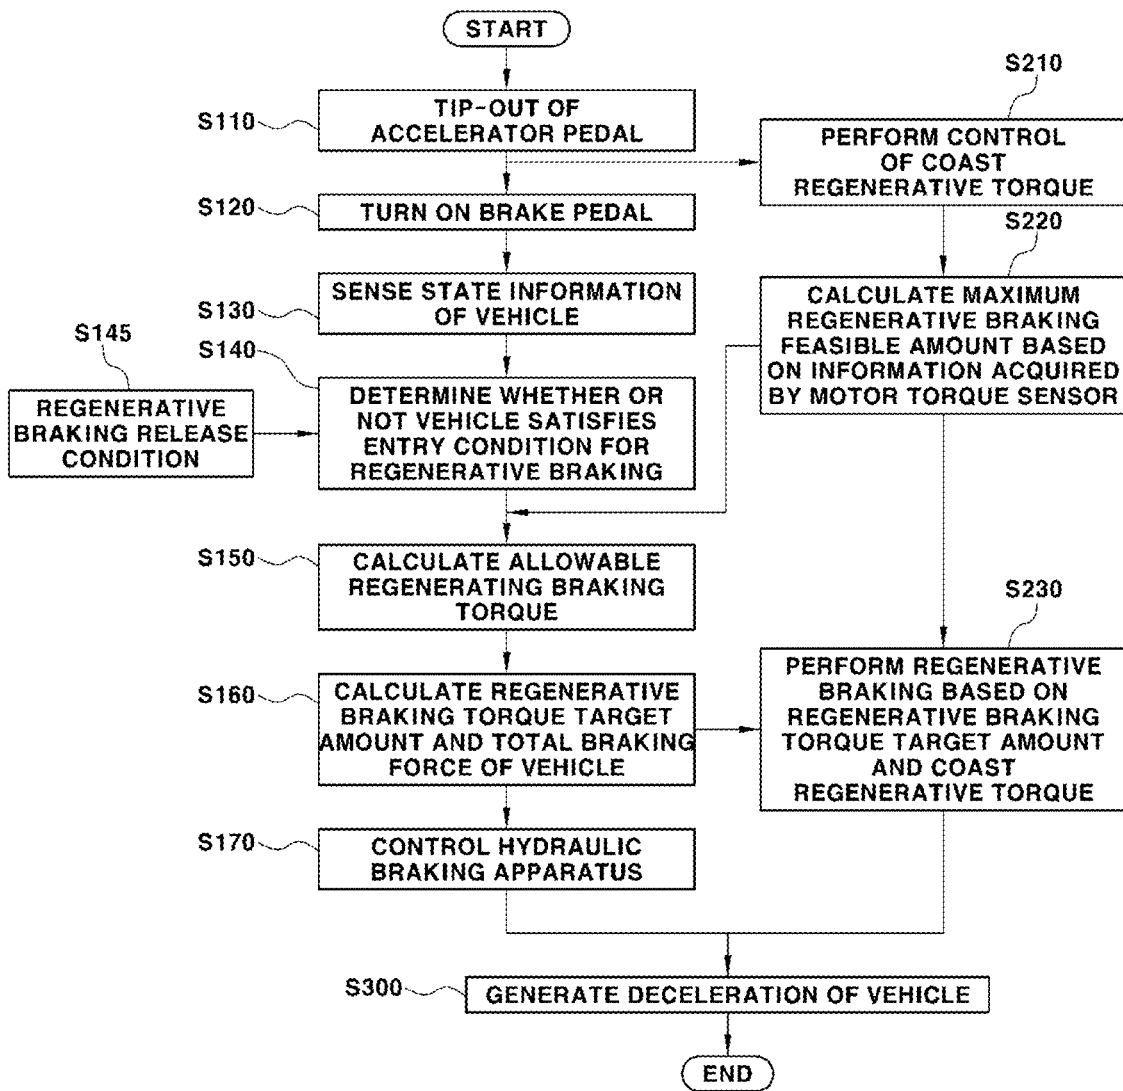 START
S110
TIP-OUT OF
ACCELERATOR PEDAL
S210
PERFORM CONTROL
OF COAST
REGENERATIVE TORQUE
S120
TURN ON BRAKE PEDAL
S130
SENSE STATE INFORMATION
OF VEHICLE
S220
CALCULATE MAXIMUM
REGENERATIVE BRAKING
FEASIBLE AMOUNT BASED
ON INFORMATION ACQUIRED
BY MOTOR TORQUE SENSOR
S145
REGENERATIVE
BRAKING RELEASE
CONDITION
S140
DETERMINE WHETHER OR
NOT VEHICLE SATISFIES
ENTRY CONDITION FOR
REGENERATIVE BRAKING
S150
CALCULATE ALLOWABLE
REGENERATING BRAKING
TORQUE
S160
CALCULATE REGENERATIVE
BRAKING TORQUE TARGET
AMOUNT AND TOTAL BRAKING
FORCE OF VEHICLE
S230
PERFORM REGENERATIVE
BRAKING BASED ON
REGENERATIVE BRAKING
TORQUE TARGET AMOUNT
AND COAST
REGENERATIVE TORQUE
S170
CONTROL HYDRAULIC
BRAKING APPARATUS
S300
GENERATE DECELERATION OF VEHICLE
END